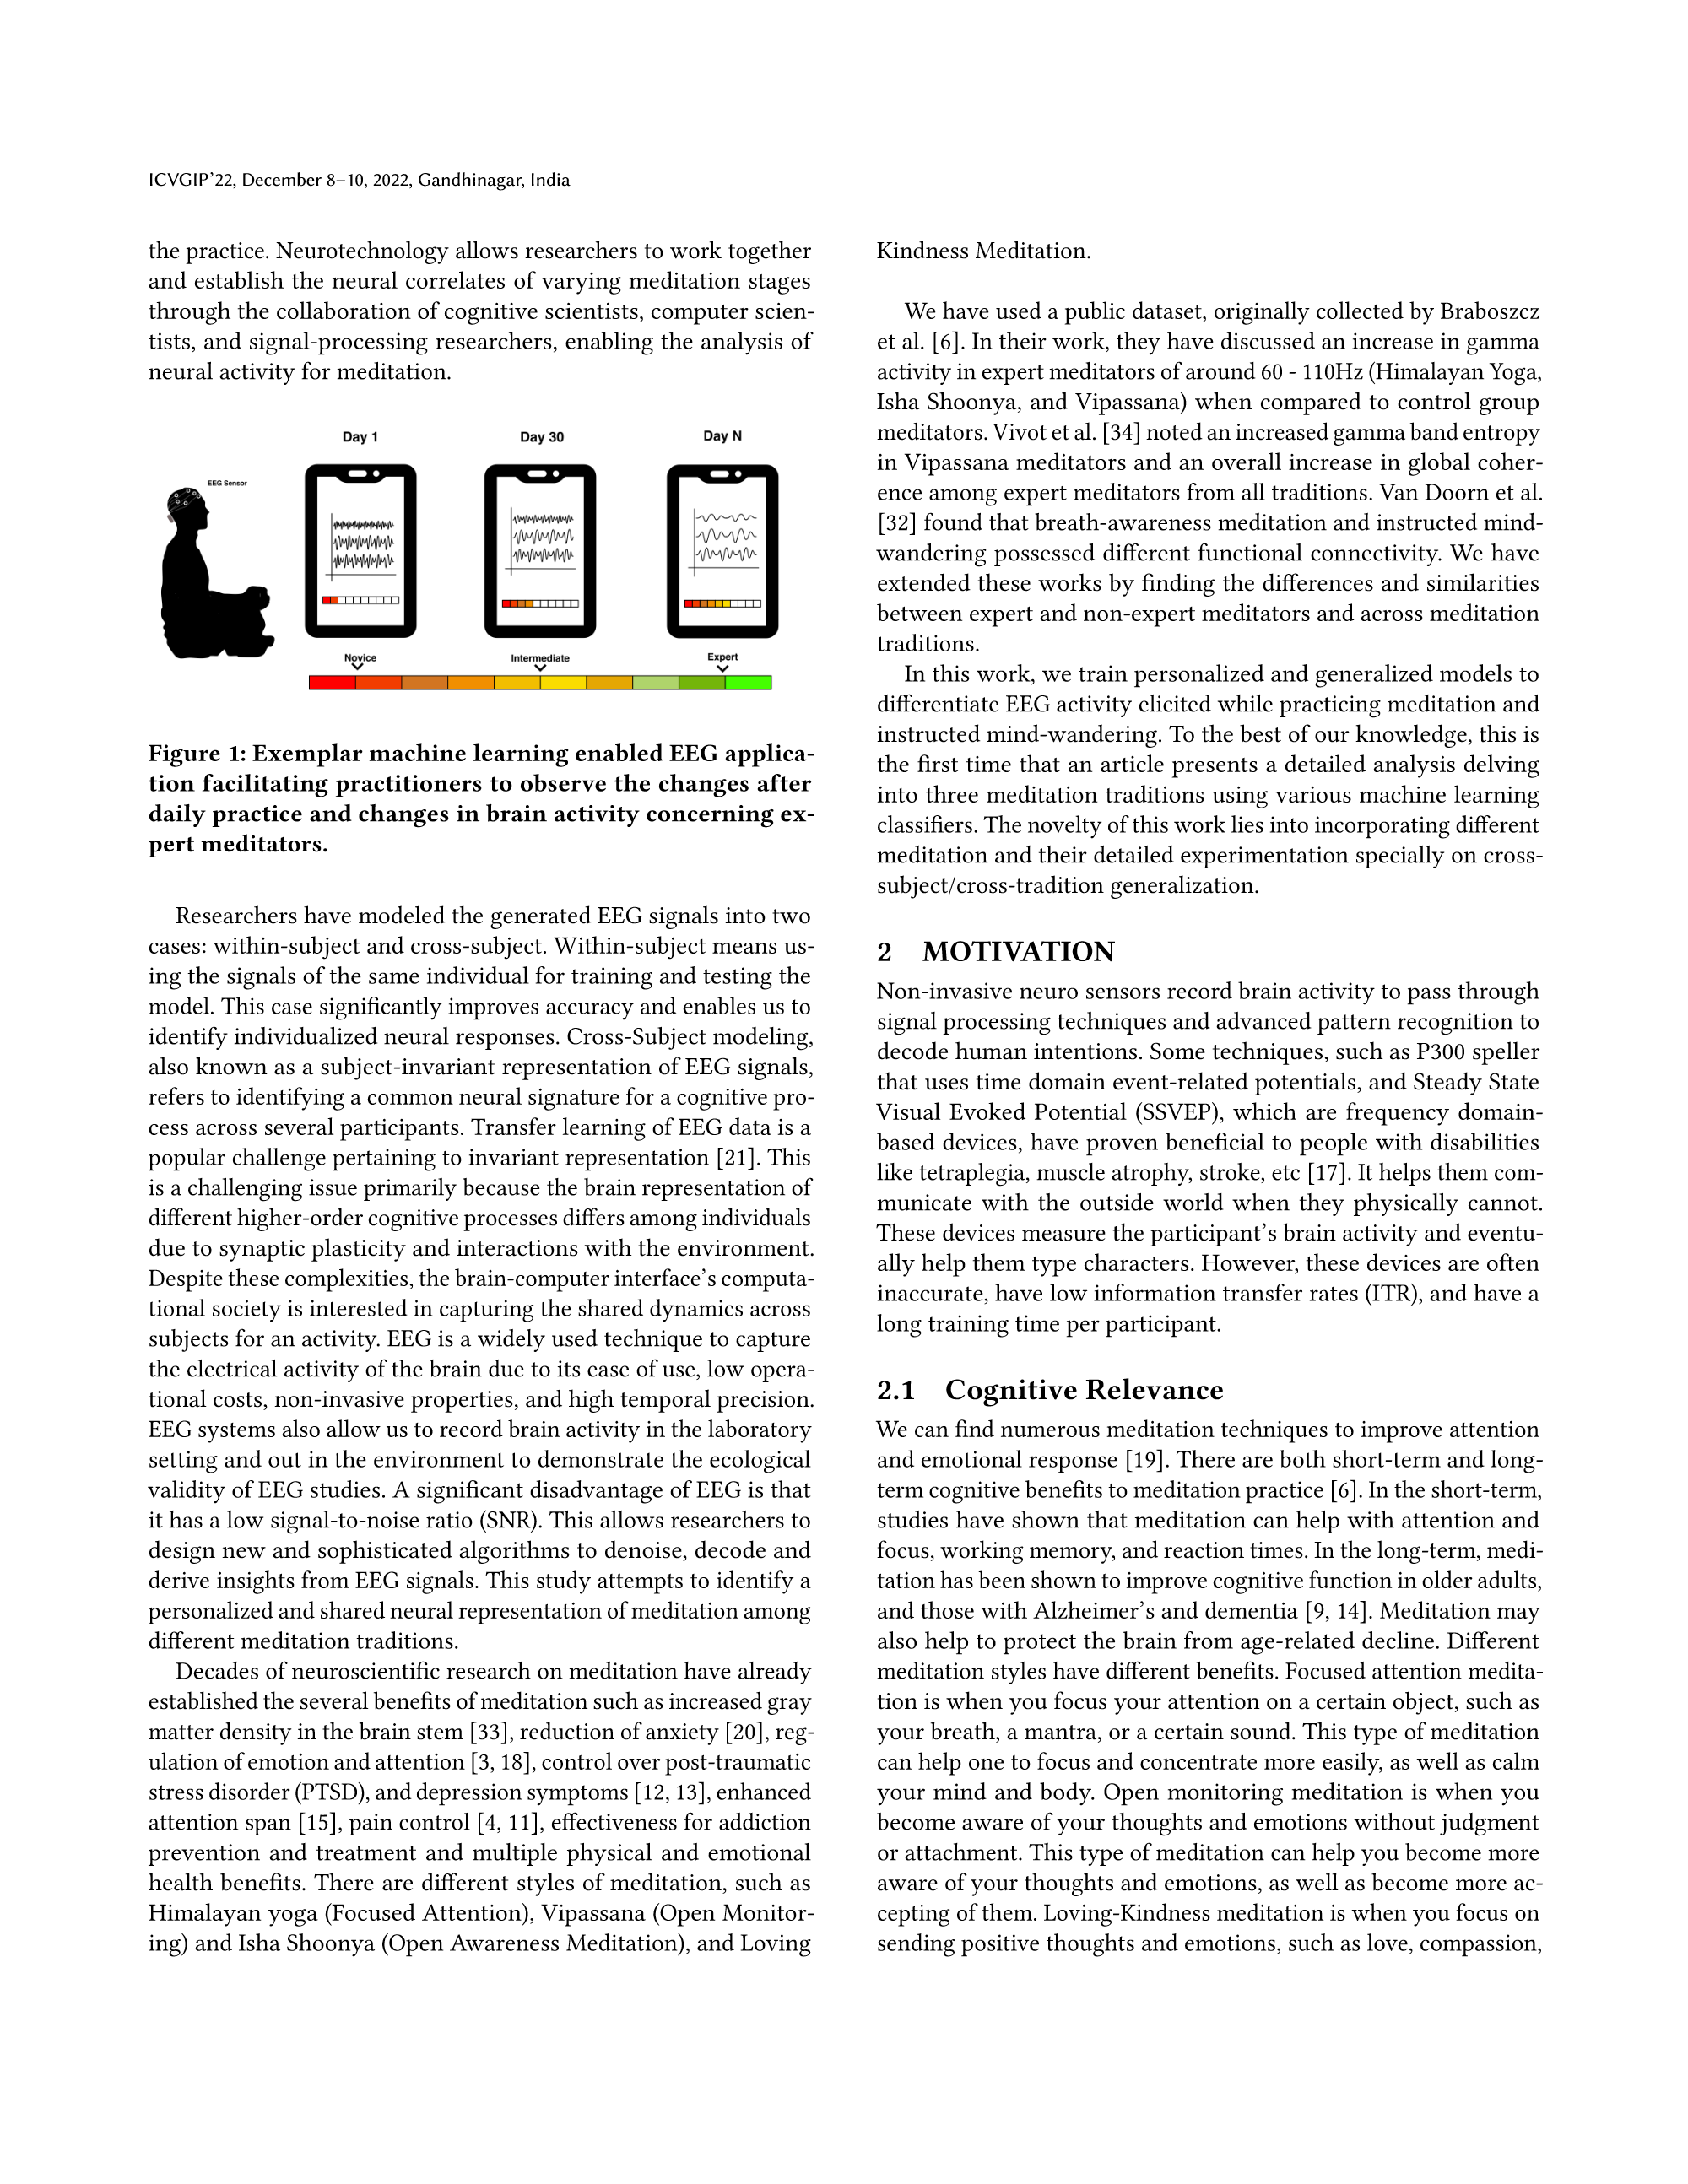 ICVGIP’22, December 8–10, 2022, Gandhinagar, India
the practice. Neurotechnology allows researchers to work together
and establish the neural correlates of varying meditation stages
through the collaboration of cognitive scientists, computer scien-
tists, and signal-processing researchers, enabling the analysis of
neural activity for meditation.
Day 1
Day 30
Day N
EEG Sensor
Novice
Intermediate
Expert
Figure 1: Exemplar machine learning enabled EEG applica-
tion facilitating practitioners to observe the changes after
daily practice and changes in brain activity concerning ex-
pert meditators.
Researchers have modeled the generated EEG signals into two
cases: within-subject and cross-subject. Within-subject means us-
ing the signals of the same individual for training and testing the
model. This case significantly improves accuracy and enables us to
identify individualized neural responses. Cross-Subject modeling,
also known as a subject-invariant representation of EEG signals,
refers to identifying a common neural signature for a cognitive pro-
cess across several participants. Transfer learning of EEG data is a
popular challenge pertaining to invariant representation [21]. This
is a challenging issue primarily because the brain representation of
different higher-order cognitive processes differs among individuals
due to synaptic plasticity and interactions with the environment.
Despite these complexities, the brain-computer interface’s computa-
tional society is interested in capturing the shared dynamics across
subjects for an activity. EEG is a widely used technique to capture
the electrical activity of the brain due to its ease of use, low opera-
tional costs, non-invasive properties, and high temporal precision.
EEG systems also allow us to record brain activity in the laboratory
setting and out in the environment to demonstrate the ecological
validity of EEG studies. A significant disadvantage of EEG is that
it has a low signal-to-noise ratio (SNR). This allows researchers to
design new and sophisticated algorithms to denoise, decode and
derive insights from EEG signals. This study attempts to identify a
personalized and shared neural representation of meditation among
different meditation traditions.
Decades of neuroscientific research on meditation have already
established the several benefits of meditation such as increased gray
matter density in the brain stem [33], reduction of anxiety [20], reg-
ulation of emotion and attention [3, 18], control over post-traumatic
stress disorder (PTSD), and depression symptoms [12, 13], enhanced
attention span [15], pain control [4, 11], effectiveness for addiction
prevention and treatment and multiple physical and emotional
health benefits. There are different styles of meditation, such as
Himalayan yoga (Focused Attention), Vipassana (Open Monitor-
ing) and Isha Shoonya (Open Awareness Meditation), and Loving
Kindness Meditation.
We have used a public dataset, originally collected by Braboszcz
et al. [6]. In their work, they have discussed an increase in gamma
activity in expert meditators of around 60 - 110Hz (Himalayan Yoga,
Isha Shoonya, and Vipassana) when compared to control group
meditators. Vivot et al. [34] noted an increased gamma band entropy
in Vipassana meditators and an overall increase in global coher-
ence among expert meditators from all traditions. Van Doorn et al.
[32] found that breath-awareness meditation and instructed mind-
wandering possessed different functional connectivity. We have
extended these works by finding the differences and similarities
between expert and non-expert meditators and across meditation
traditions.
In this work, we train personalized and generalized models to
differentiate EEG activity elicited while practicing meditation and
instructed mind-wandering. To the best of our knowledge, this is
the first time that an article presents a detailed analysis delving
into three meditation traditions using various machine learning
classifiers. The novelty of this work lies into incorporating different
meditation and their detailed experimentation specially on cross-
subject/cross-tradition generalization.
2 MOTIVATION
Non-invasive neuro sensors record brain activity to pass through
signal processing techniques and advanced pattern recognition to
decode human intentions. Some techniques, such as P300 speller
that uses time domain event-related potentials, and Steady State
Visual Evoked Potential (SSVEP), which are frequency domain-
based devices, have proven beneficial to people with disabilities
like tetraplegia, muscle atrophy, stroke, etc [17]. It helps them com-
municate with the outside world when they physically cannot.
These devices measure the participant’s brain activity and eventu-
ally help them type characters. However, these devices are often
inaccurate, have low information transfer rates (ITR), and have a
long training time per participant.
2.1 Cognitive Relevance
We can find numerous meditation techniques to improve attention
and emotional response [19]. There are both short-term and long-
term cognitive benefits to meditation practice [6]. In the short-term,
studies have shown that meditation can help with attention and
focus, working memory, and reaction times. In the long-term, medi-
tation has been shown to improve cognitive function in older adults,
and those with Alzheimer’s and dementia [9, 14]. Meditation may
also help to protect the brain from age-related decline. Different
meditation styles have different benefits. Focused attention medita-
tion is when you focus your attention on a certain object, such as
your breath, a mantra, or a certain sound. This type of meditation
can help one to focus and concentrate more easily, as well as calm
your mind and body. Open monitoring meditation is when you
become aware of your thoughts and emotions without judgment
or attachment. This type of meditation can help you become more
aware of your thoughts and emotions, as well as become more ac-
cepting of them. Loving-Kindness meditation is when you focus on
sending positive thoughts and emotions, such as love, compassion,